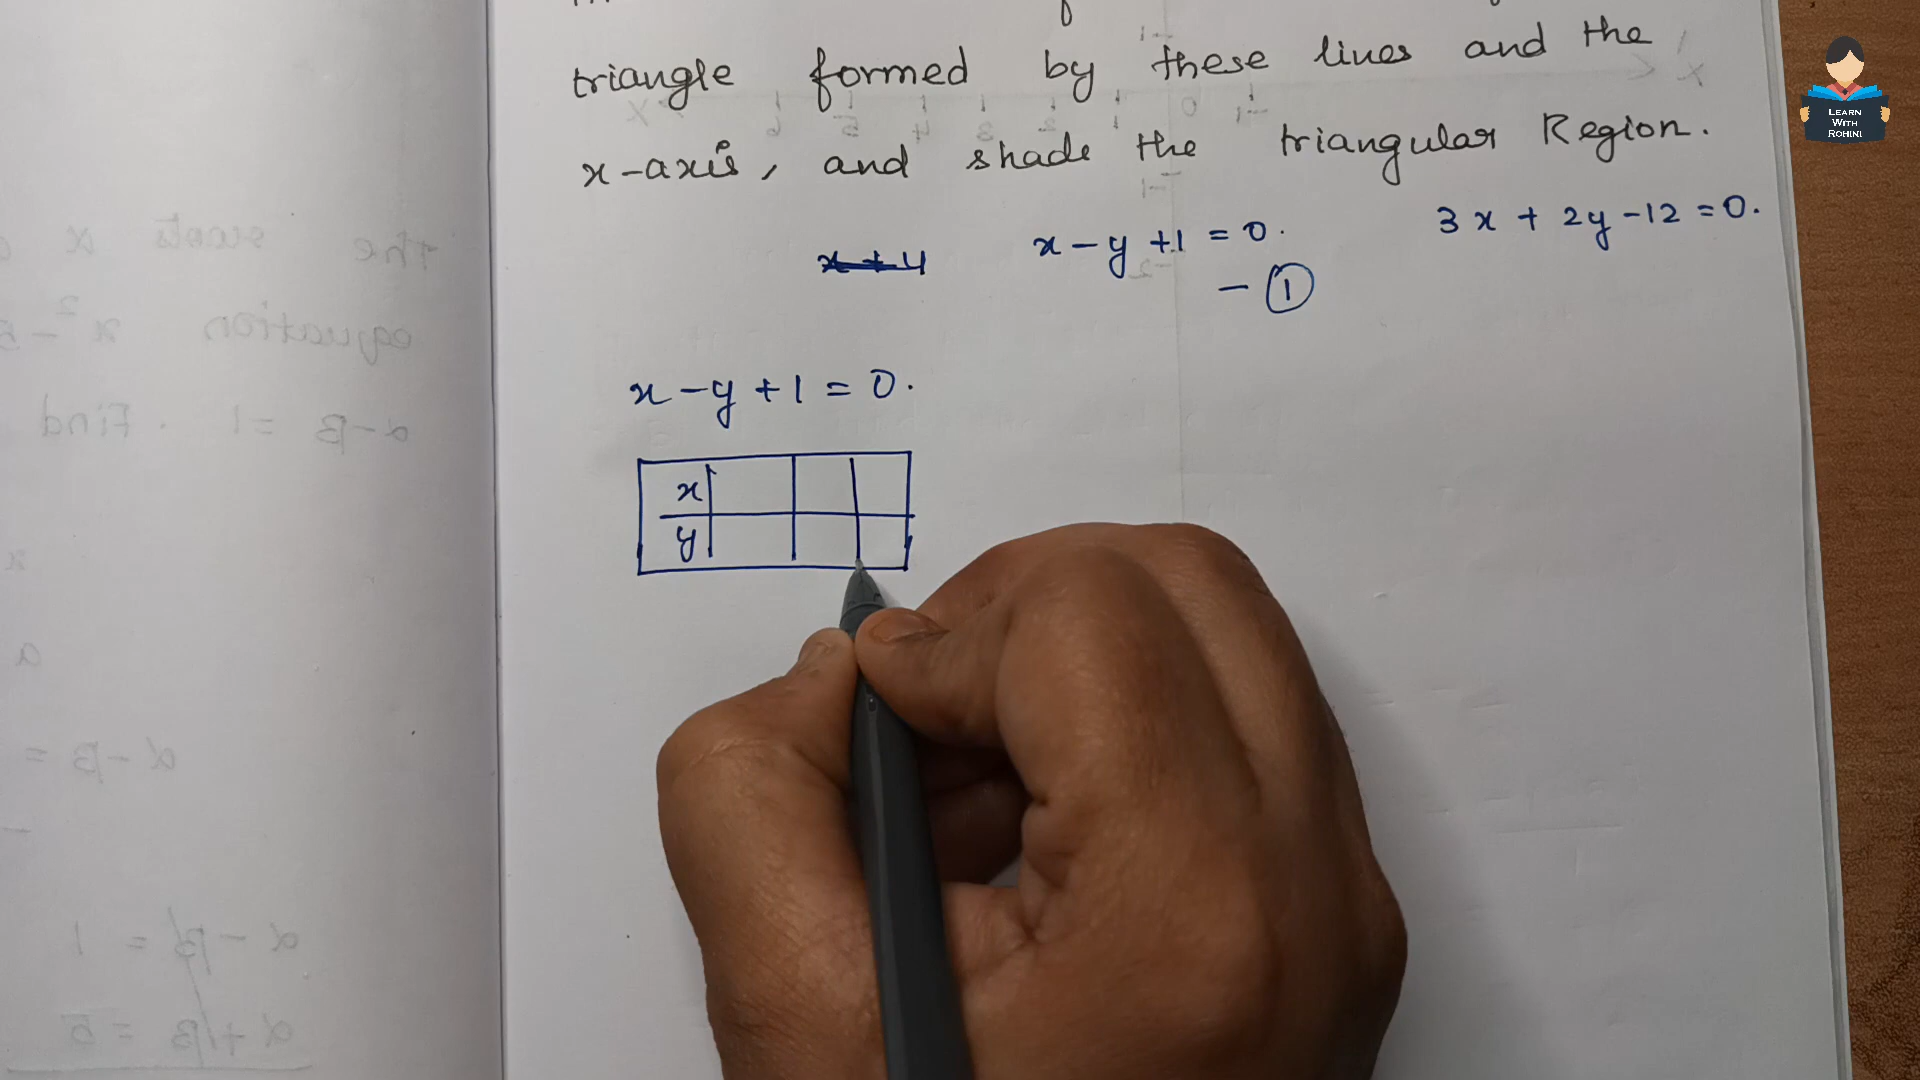 triangle formed by these lines and the
x-axis, and shade the triangular Region.
x + 4 x - y + 1 = 0. 3x + 2y - 12 = 0.
- ①
x - y + 1 = 0.
x
y
LEARN
WITH
ROHINI